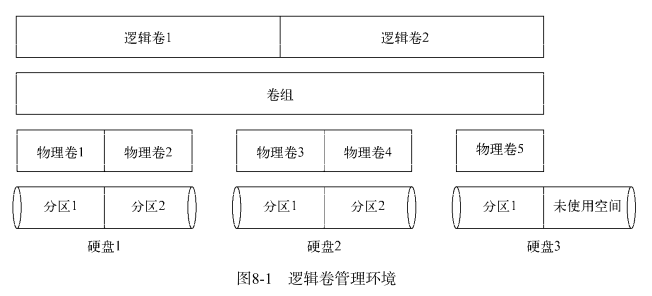 逻辑卷1 逻辑卷2
卷组
物理卷1 物理卷2 物理卷3 物理卷4 物理卷5
分区1 分区2 分区1 分区2 分区1 未使用空间
硬盘1 硬盘2 硬盘3
图8-1 逻辑卷管理环境